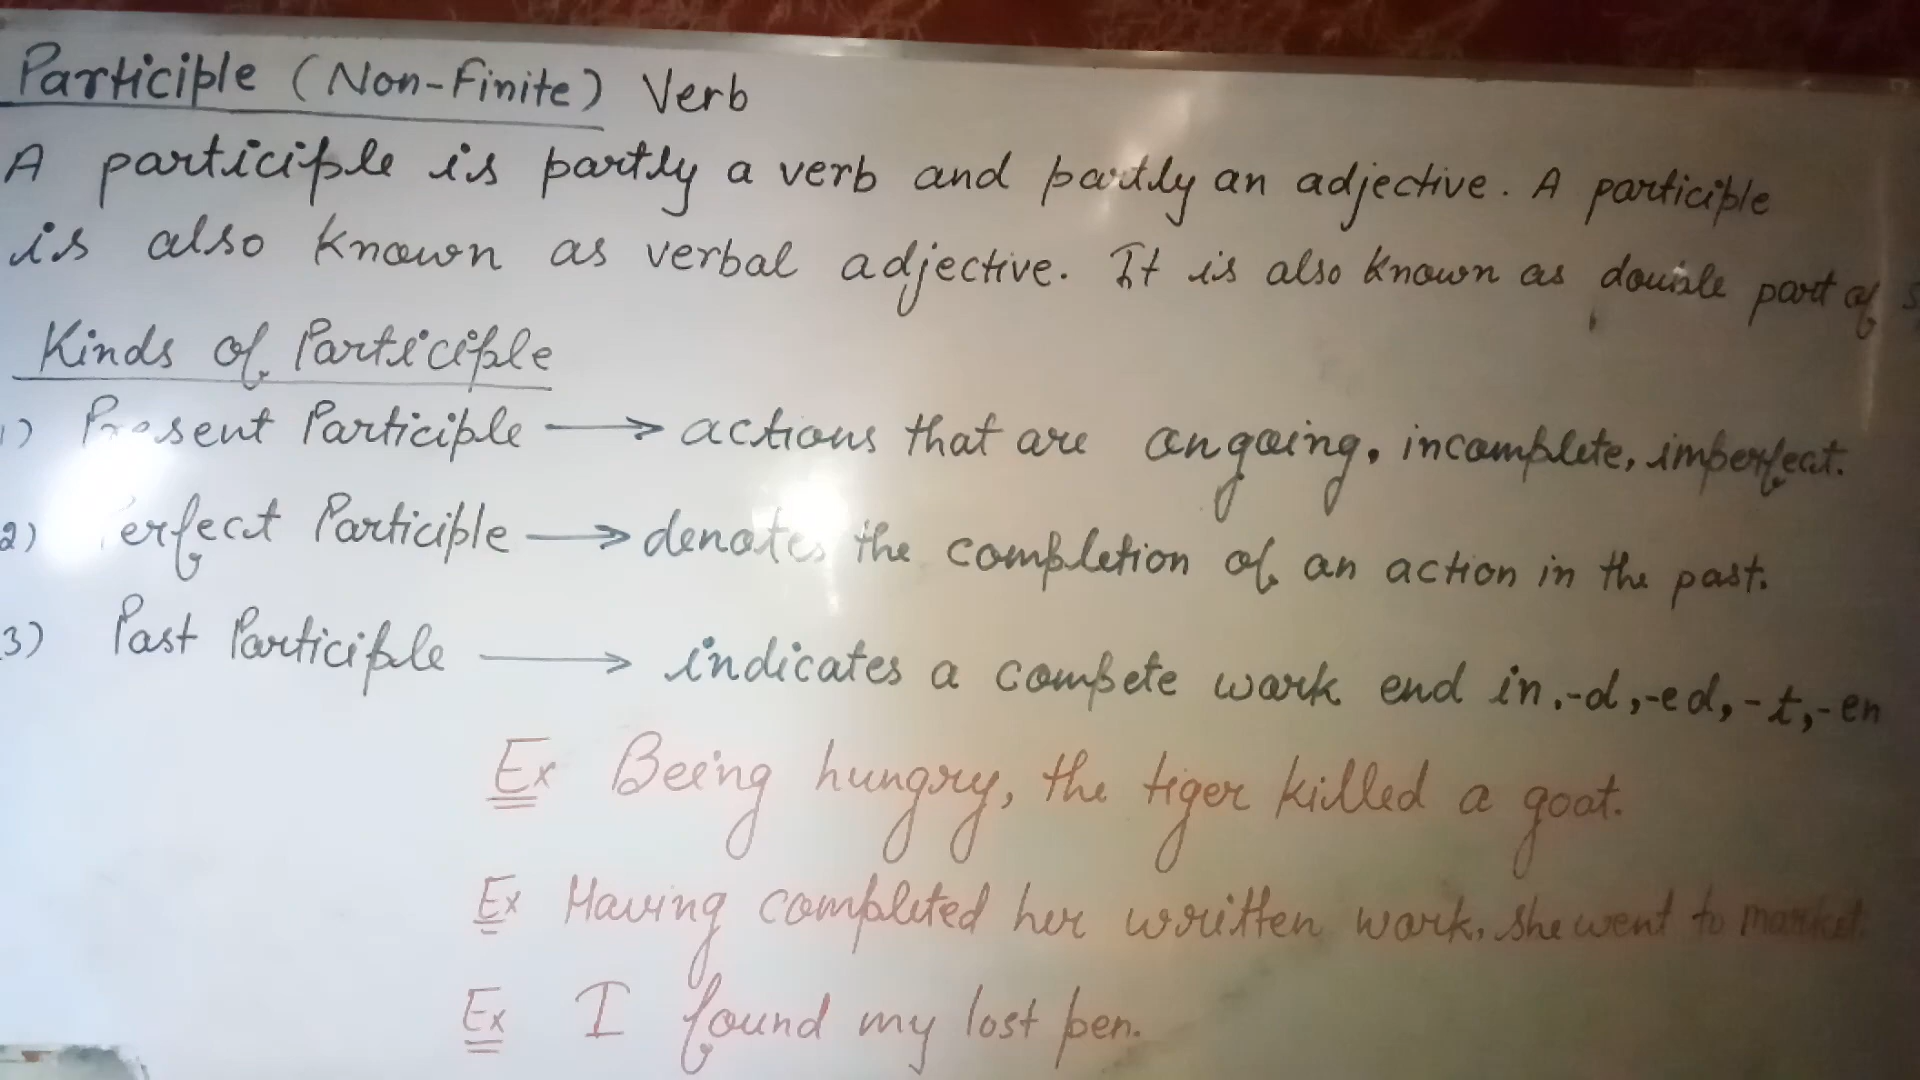 Participle (Non-Finite) Verb
A participle is partly a verb and partly an adjective. A participle
is also known as verbal adjective. It is also known as double part of
Kinds of Participle
1) Present Participle → actions that are ongoing, incomplete, imperfect.
2) Perfect Participle → denotes the completion of an action in the past.
3) Past Participle → indicates a compete work end in,-d,-ed,-t,-en
Ex Being hungry, the tiger killed a goat.
Ex Having completed her written work, she went to market.
Ex I found my lost pen.